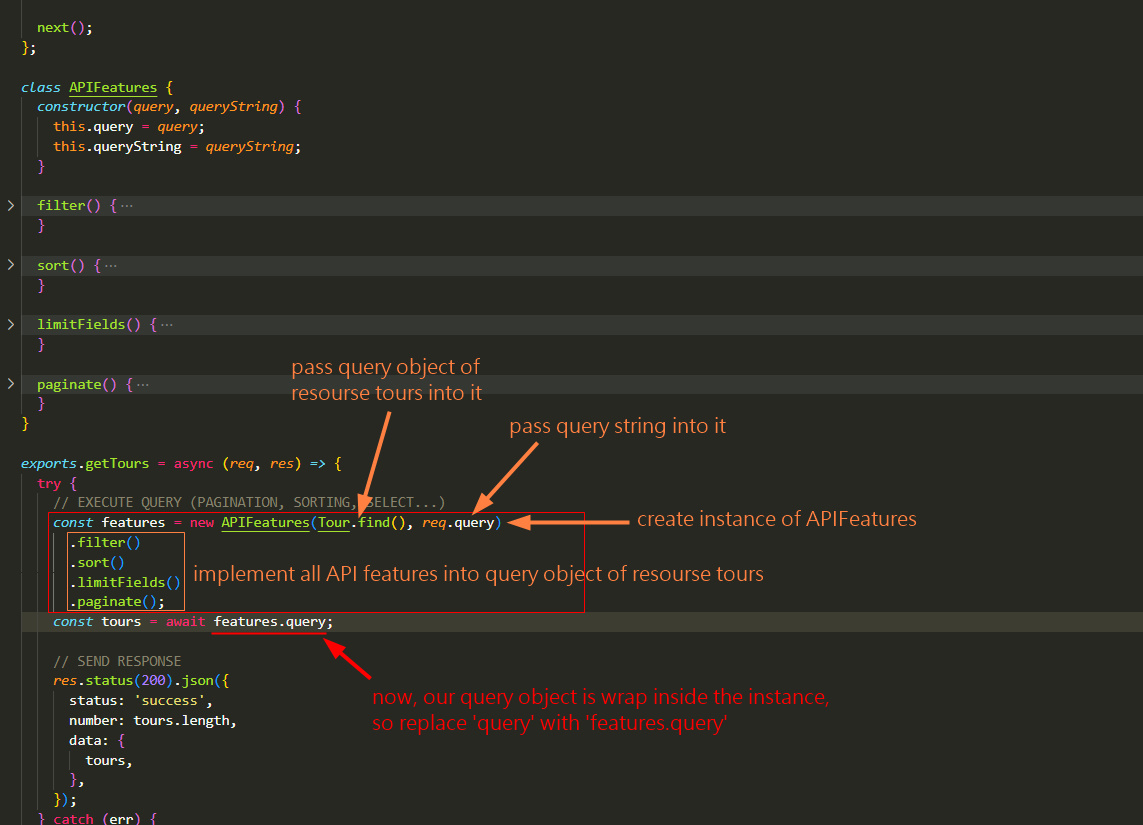 next();
};
class APIFeatures {
constructor(query, queryString) {
this.query = query;
this.queryString = queryString;
}
filter() {···
}
sort() {···
}
limitFields() {···
}
paginate() {···
}
}
pass query object of
resourse tours into it
pass query string into it
exports.getTours = async (req, res) => {
try {
// EXECUTE QUERY (PAGINATION, SORTING, SELECT...)
const features = new APIFeatures(Tour.find(), req.query)
create instance of APIFeatures
.filter()
.sort()
.limitFields()
.paginate();
implement all API features into query object of resourse tours
const tours = await features.query;
now, our query object is wrap inside the instance,
so replace 'query' with 'features.query'
// SEND RESPONSE
res.status(200).json({
status: 'success',
number: tours.length,
data: {
tours,
},
});
} catch (err) {